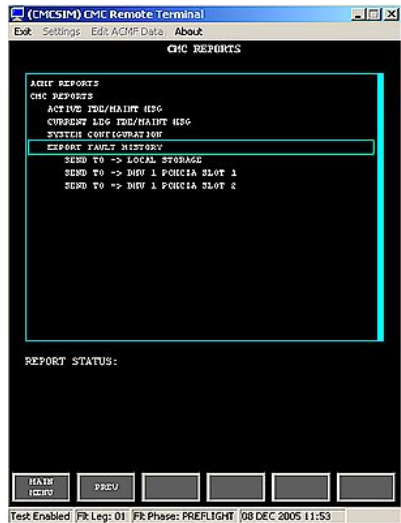 (CMCSIM) CMC Remote Terminal
Exit Settings Edit ACMF Data About
CMC REPORTS
ACMF REPORTS
CMC REPORTS
ACTIVE FDE/MAINT MSG
CURRENT LEG FDE/MAINT MSG
SYSTEM CONFIGURATION
EXPORT FAULT HISTORY
SEND TO -> LOCAL STORAGE
SEND TO -> DMU 1 PCMCIA SLOT 1
SEND TO -> DMU 1 PCMCIA SLOT 2
REPORT STATUS:
MAIN MENU PREV
Test Enabled Flt Leg: 01 Flt Phase: PREFLIGHT 08 DEC 2005 11:53